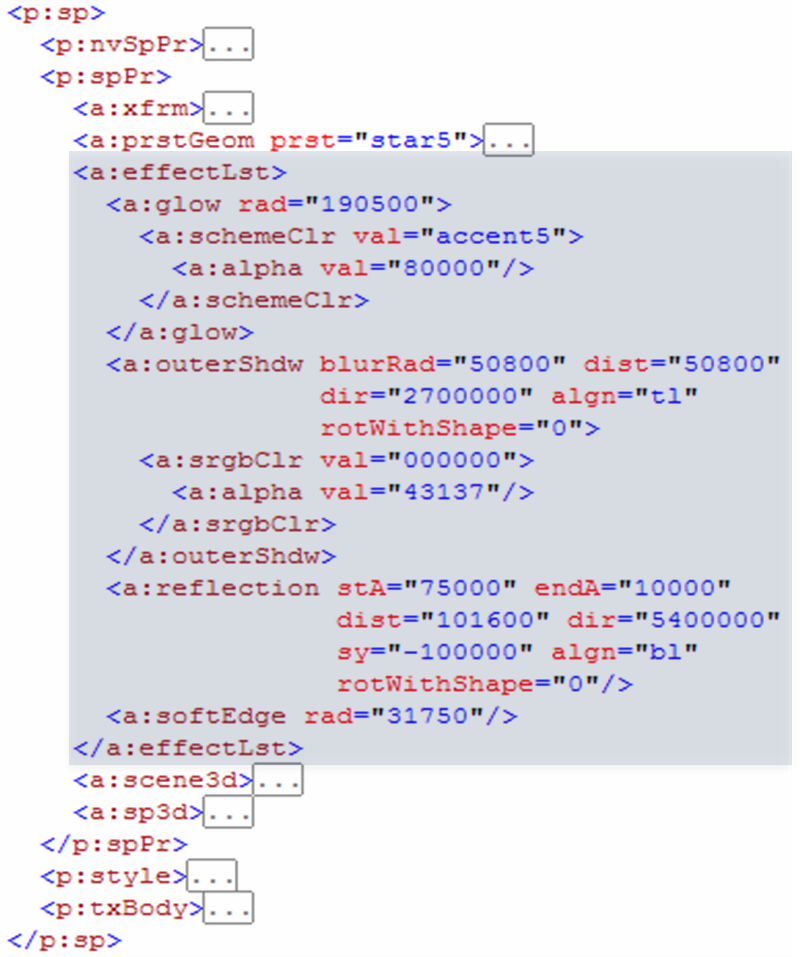 <p:sp>
  <p:nvSpPr>...
  <p:spPr>
    <a:xfrm>...
    <a:prstGeom prst="star5">...
    <a:effectLst>
      <a:glow rad="190500">
        <a:schemeClr val="accent5">
          <a:alpha val="80000"/>
        </a:schemeClr>
      </a:glow>
      <a:outerShdw blurRad="50800" dist="50800"
                   dir="2700000" algn="tl"
                   rotWithShape="0">
        <a:srgbClr val="000000">
          <a:alpha val="43137"/>
        </a:srgbClr>
      </a:outerShdw>
      <a:reflection stA="75000" endA="10000"
                    dist="101600" dir="5400000"
                    sy="-100000" algn="bl"
                    rotWithShape="0"/>
      <a:softEdge rad="31750"/>
    </a:effectLst>
    <a:scene3d>...
    <a:sp3d>...
  </p:spPr>
  <p:style>...
  <p:txBody>...
</p:sp>